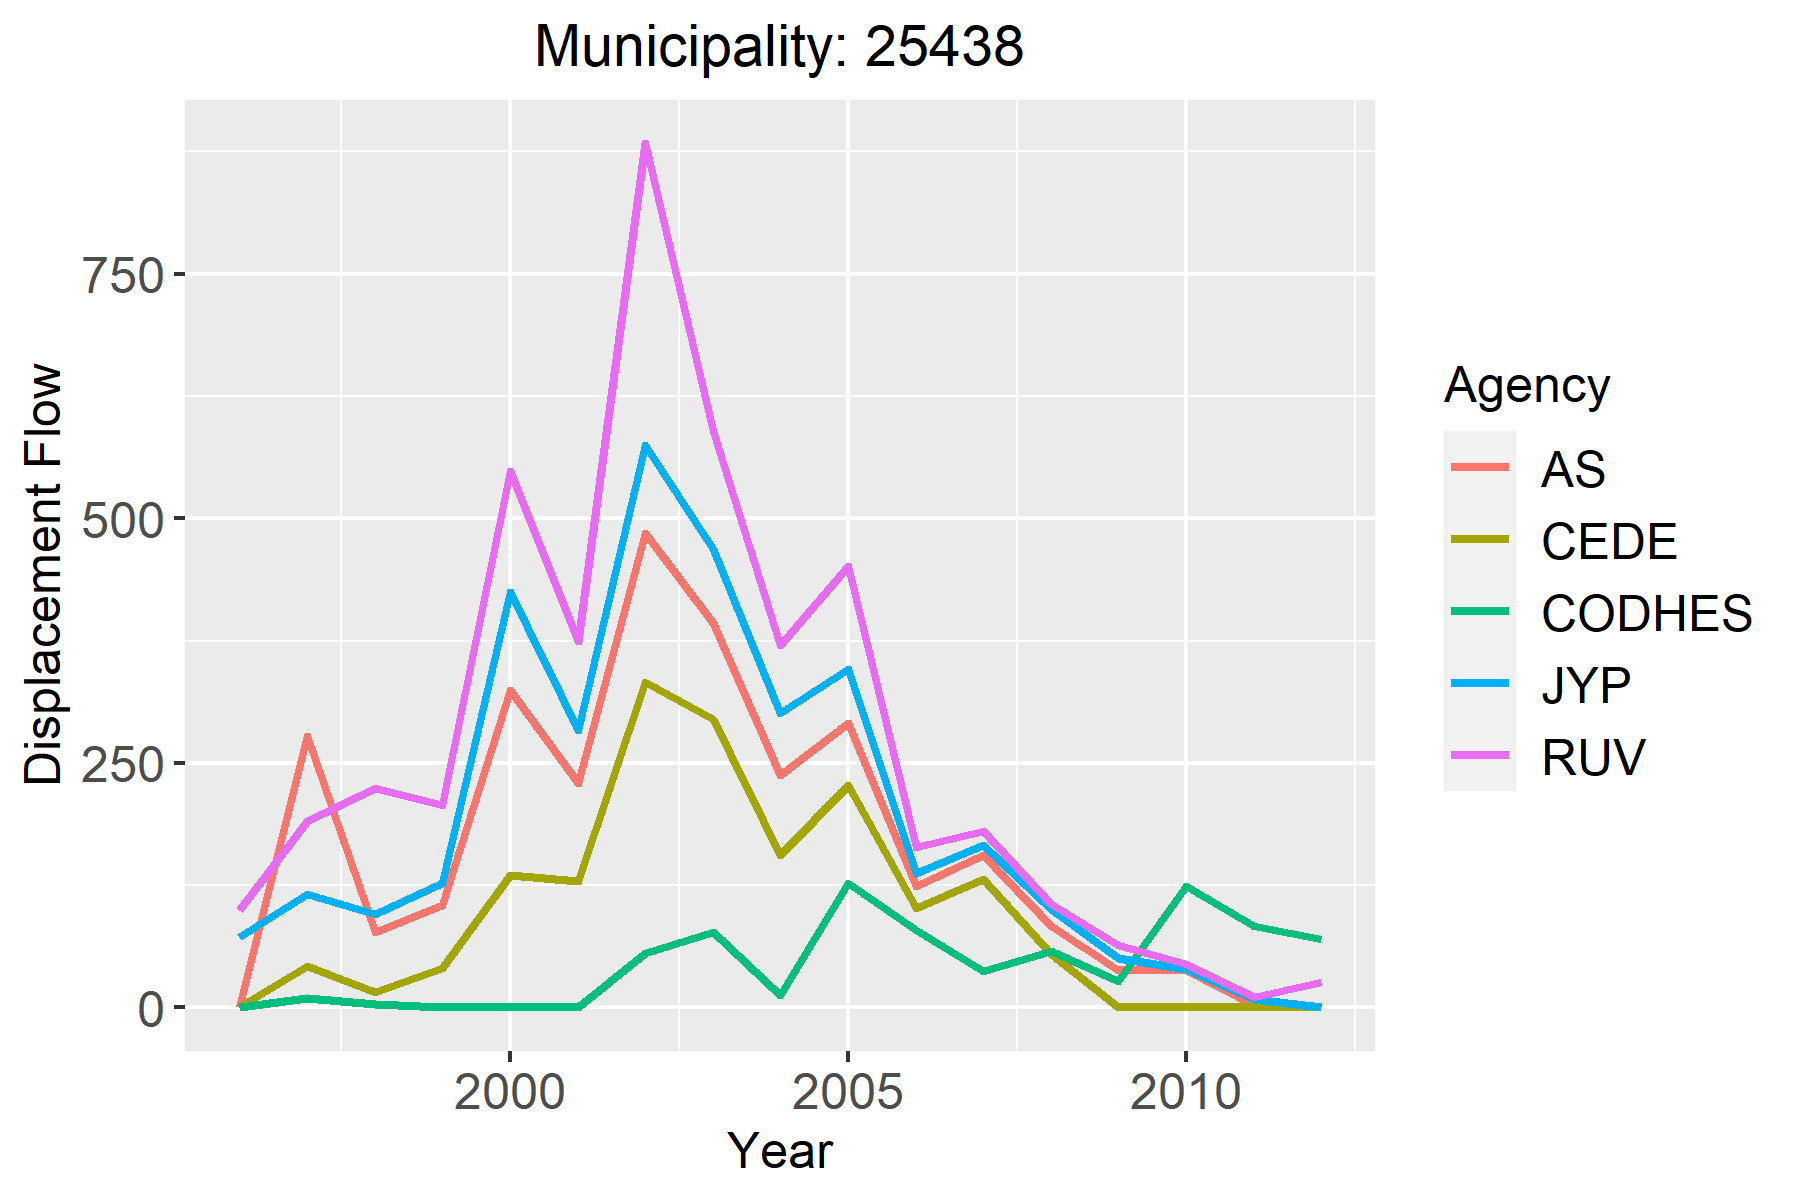 Municipality: 25438
Displacement Flow
750
500
250
0
2000 2005 2010
Year
Agency
AS
CEDE
CODHES
JYP
RUV